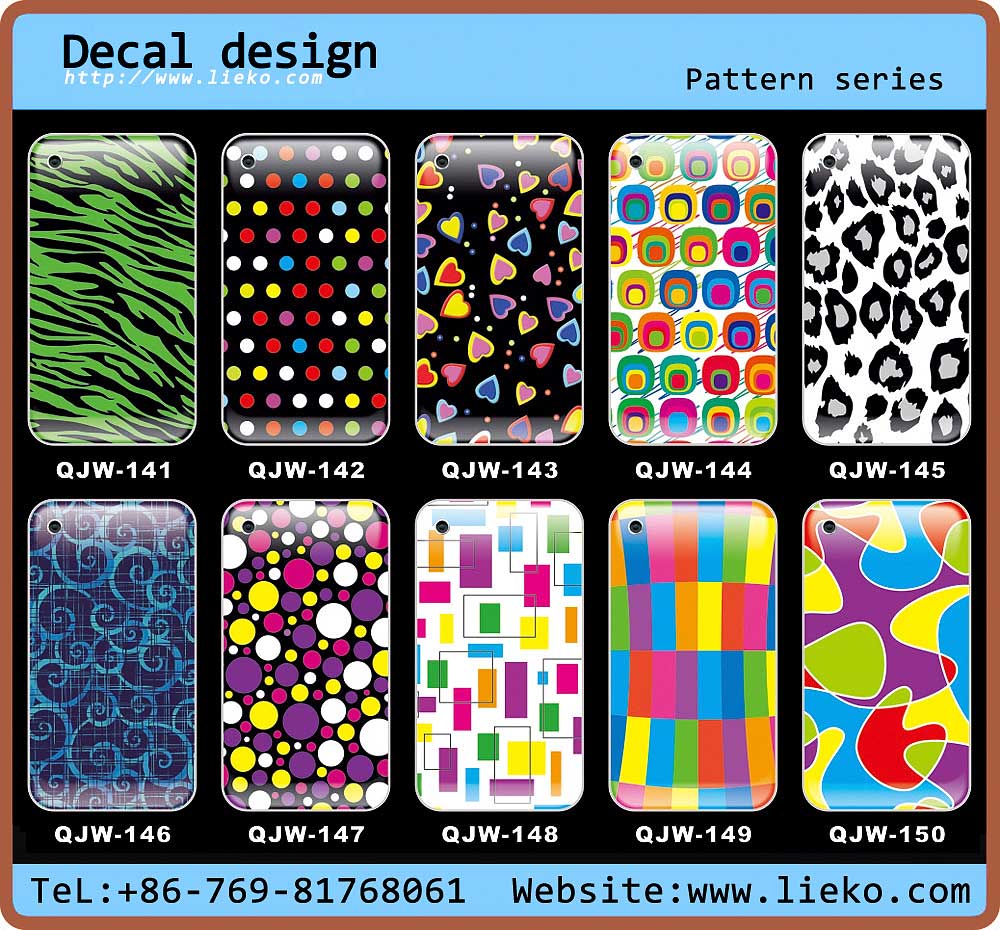 Decal design
http://www.lieko.com
Pattern series
QJW-141 QJW-142 QJW-143 QJW-144 QJW-145
QJW-146 QJW-147 QJW-148 QJW-149 QJW-150
TeL:+86-769-81768061 Website:www.lieko.com